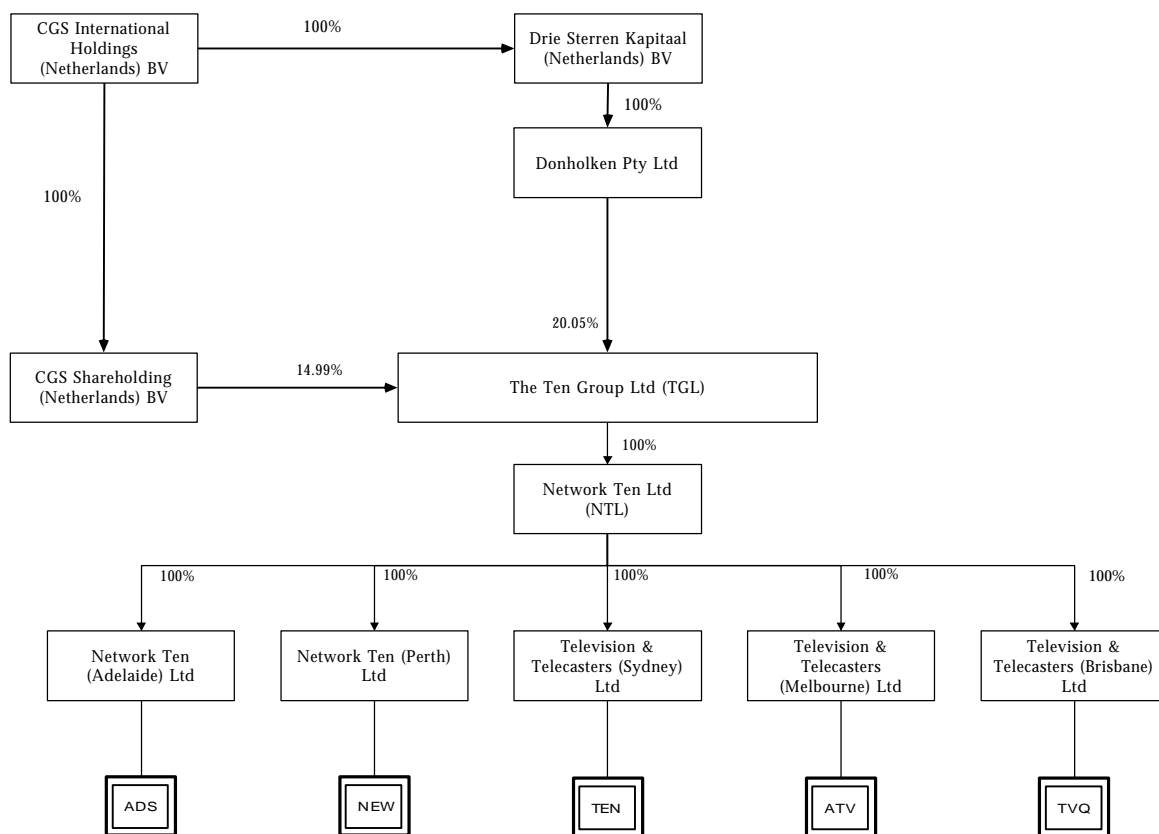 CGS International
Holdings
(Netherlands) BV
100%
Drie Sterren Kapitaal
(Netherlands) BV
100%
Donholken Pty Ltd
100%
20.05%
CGS Shareholding
(Netherlands) BV
14.99%
The Ten Group Ltd (TGL)
100%
Network Ten Ltd
(NTL)
100%
100%
100%
100%
100%
Network Ten
(Adelaide) Ltd
Network Ten (Perth)
Ltd
Television &
Telecasters (Sydney)
Ltd
Television &
Telecasters
(Melbourne) Ltd
Television &
Telecasters (Brisbane)
Ltd
ADS
NEW
TEN
ATV
TVQ